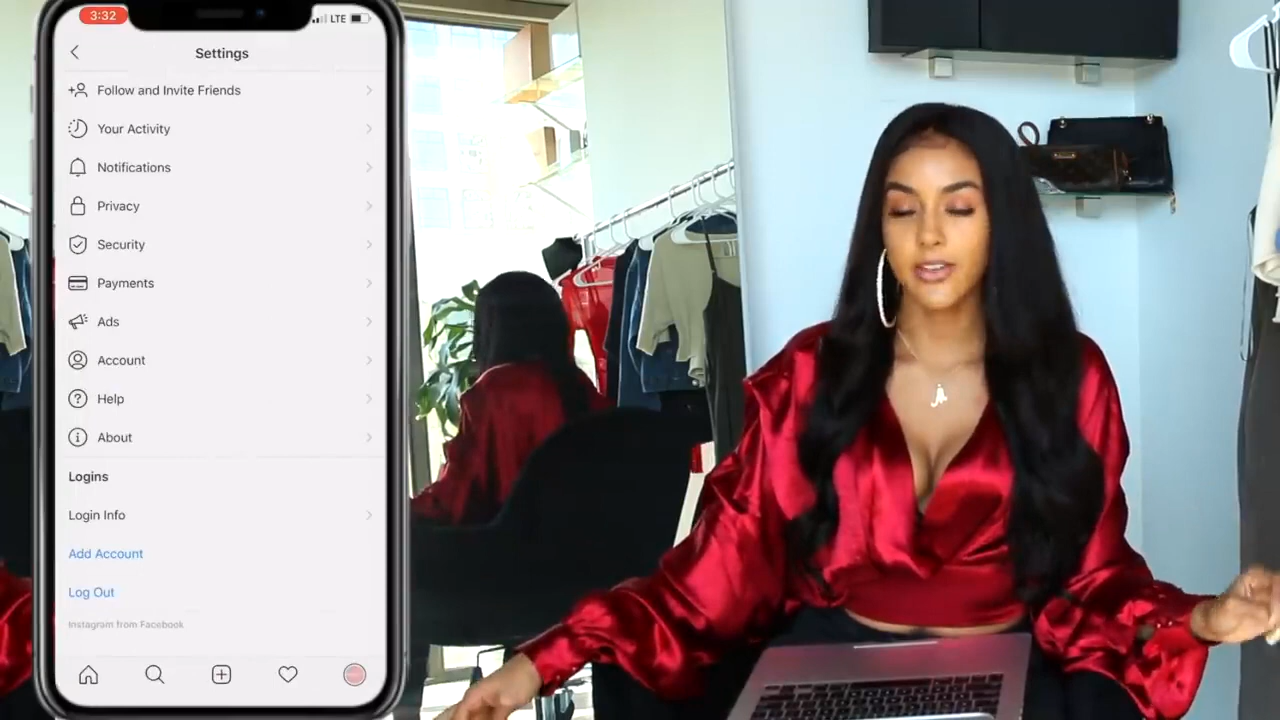 3:32
LTE
Settings
Follow and Invite Friends
Your Activity
Notifications
Privacy
Security
Payments
Ads
Account
Help
About
Logins
Login Info
Add Account
Log Out
Instagram from Facebook